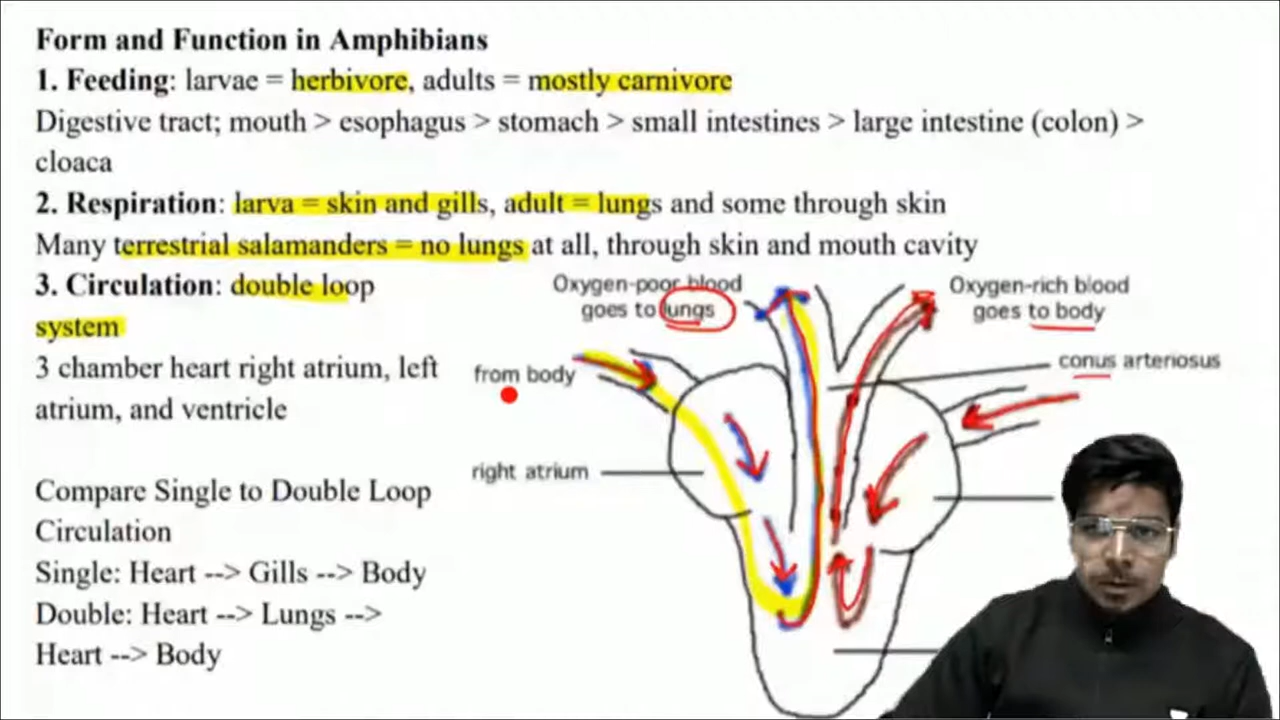 Form and Function in Amphibians
1. Feeding: larvae = herbivore, adults = mostly carnivore
Digestive tract; mouth > esophagus > stomach > small intestines > large intestine (colon) >
cloaca
2. Respiration: larva = skin and gills, adult = lungs and some through skin
Many terrestrial salamanders = no lungs at all, through skin and mouth cavity
3. Circulation: double loop
system
3 chamber heart right atrium, left
atrium, and ventricle
Compare Single to Double Loop
Circulation
Single: Heart --> Gills --> Body
Double: Heart --> Lungs -->
Heart --> Body
Oxygen-poor blood
goes to lungs
Oxygen-rich blood
goes to body
from body
conus arteriosus
right atrium